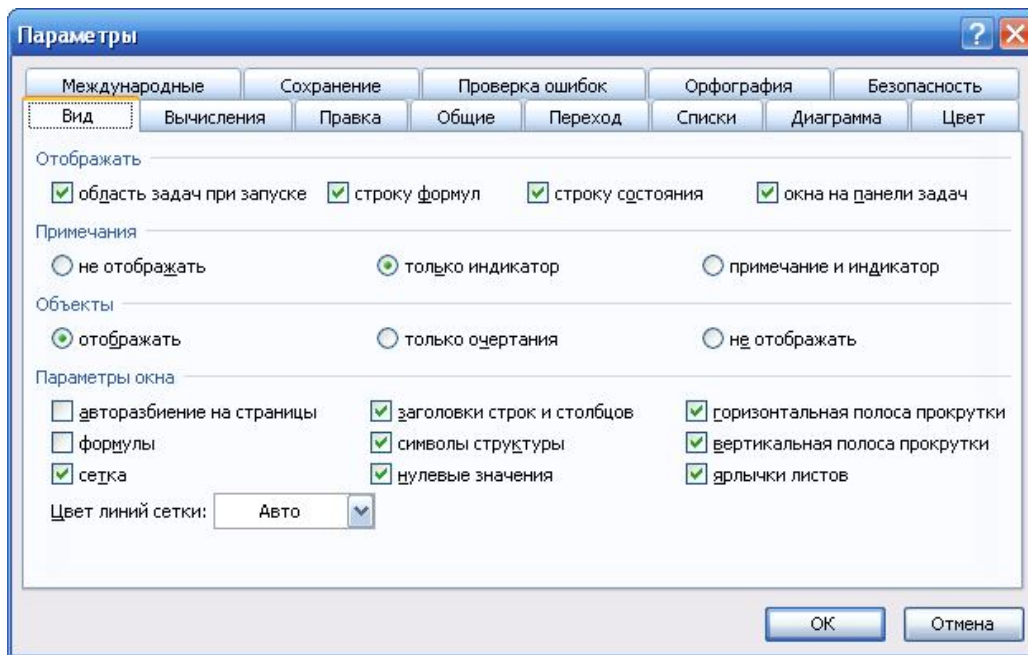 Параметры
Международные Сохранение Проверка ошибок Орфография Безопасность
Вид Вычисления Правка Общие Переход Списки Диаграмма Цвет
Отображать
область задач при запуске строку формул строку состояния окна на панели задач
Примечания
не отображать только индикатор примечание и индикатор
Объекты
отображать только очертания не отображать
Параметры окна
авторазбиение на страницы заголовки строк и столбцов горизонтальная полоса прокрутки
формулы символы структуры вертикальная полоса прокрутки
сетка нулевые значения ярлычки листов
Цвет линий сетки: Авто
ОК Отмена